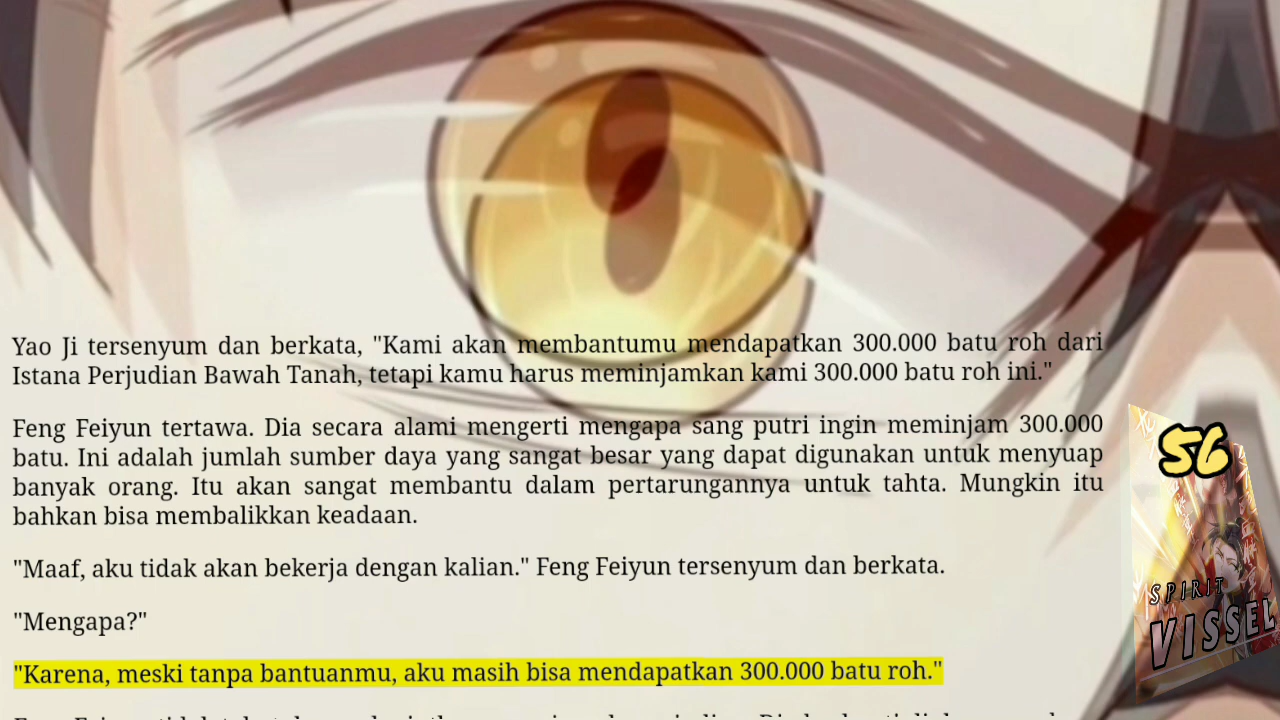 Yao Ji tersenyum dan berkata, "Kami akan membantumu mendapatkan 300.000 batu roh dari
Istana Perjudian Bawah Tanah, tetapi kamu harus meminjamkan kami 300.000 batu roh ini."
Feng Feiyun tertawa. Dia secara alami mengerti mengapa sang putri ingin meminjam 300.000
batu. Ini adalah jumlah sumber daya yang sangat besar yang dapat digunakan untuk menyuap
banyak orang. Itu akan sangat membantu dalam pertarungannya untuk tahta. Mungkin itu
bahkan bisa membalikkan keadaan.
"Maaf, aku tidak akan bekerja dengan kalian." Feng Feiyun tersenyum dan berkata.
"Mengapa?"
"Karena, meski tanpa bantuanmu, aku masih bisa mendapatkan 300.000 batu roh."
56
SPIRIT
VISSEL